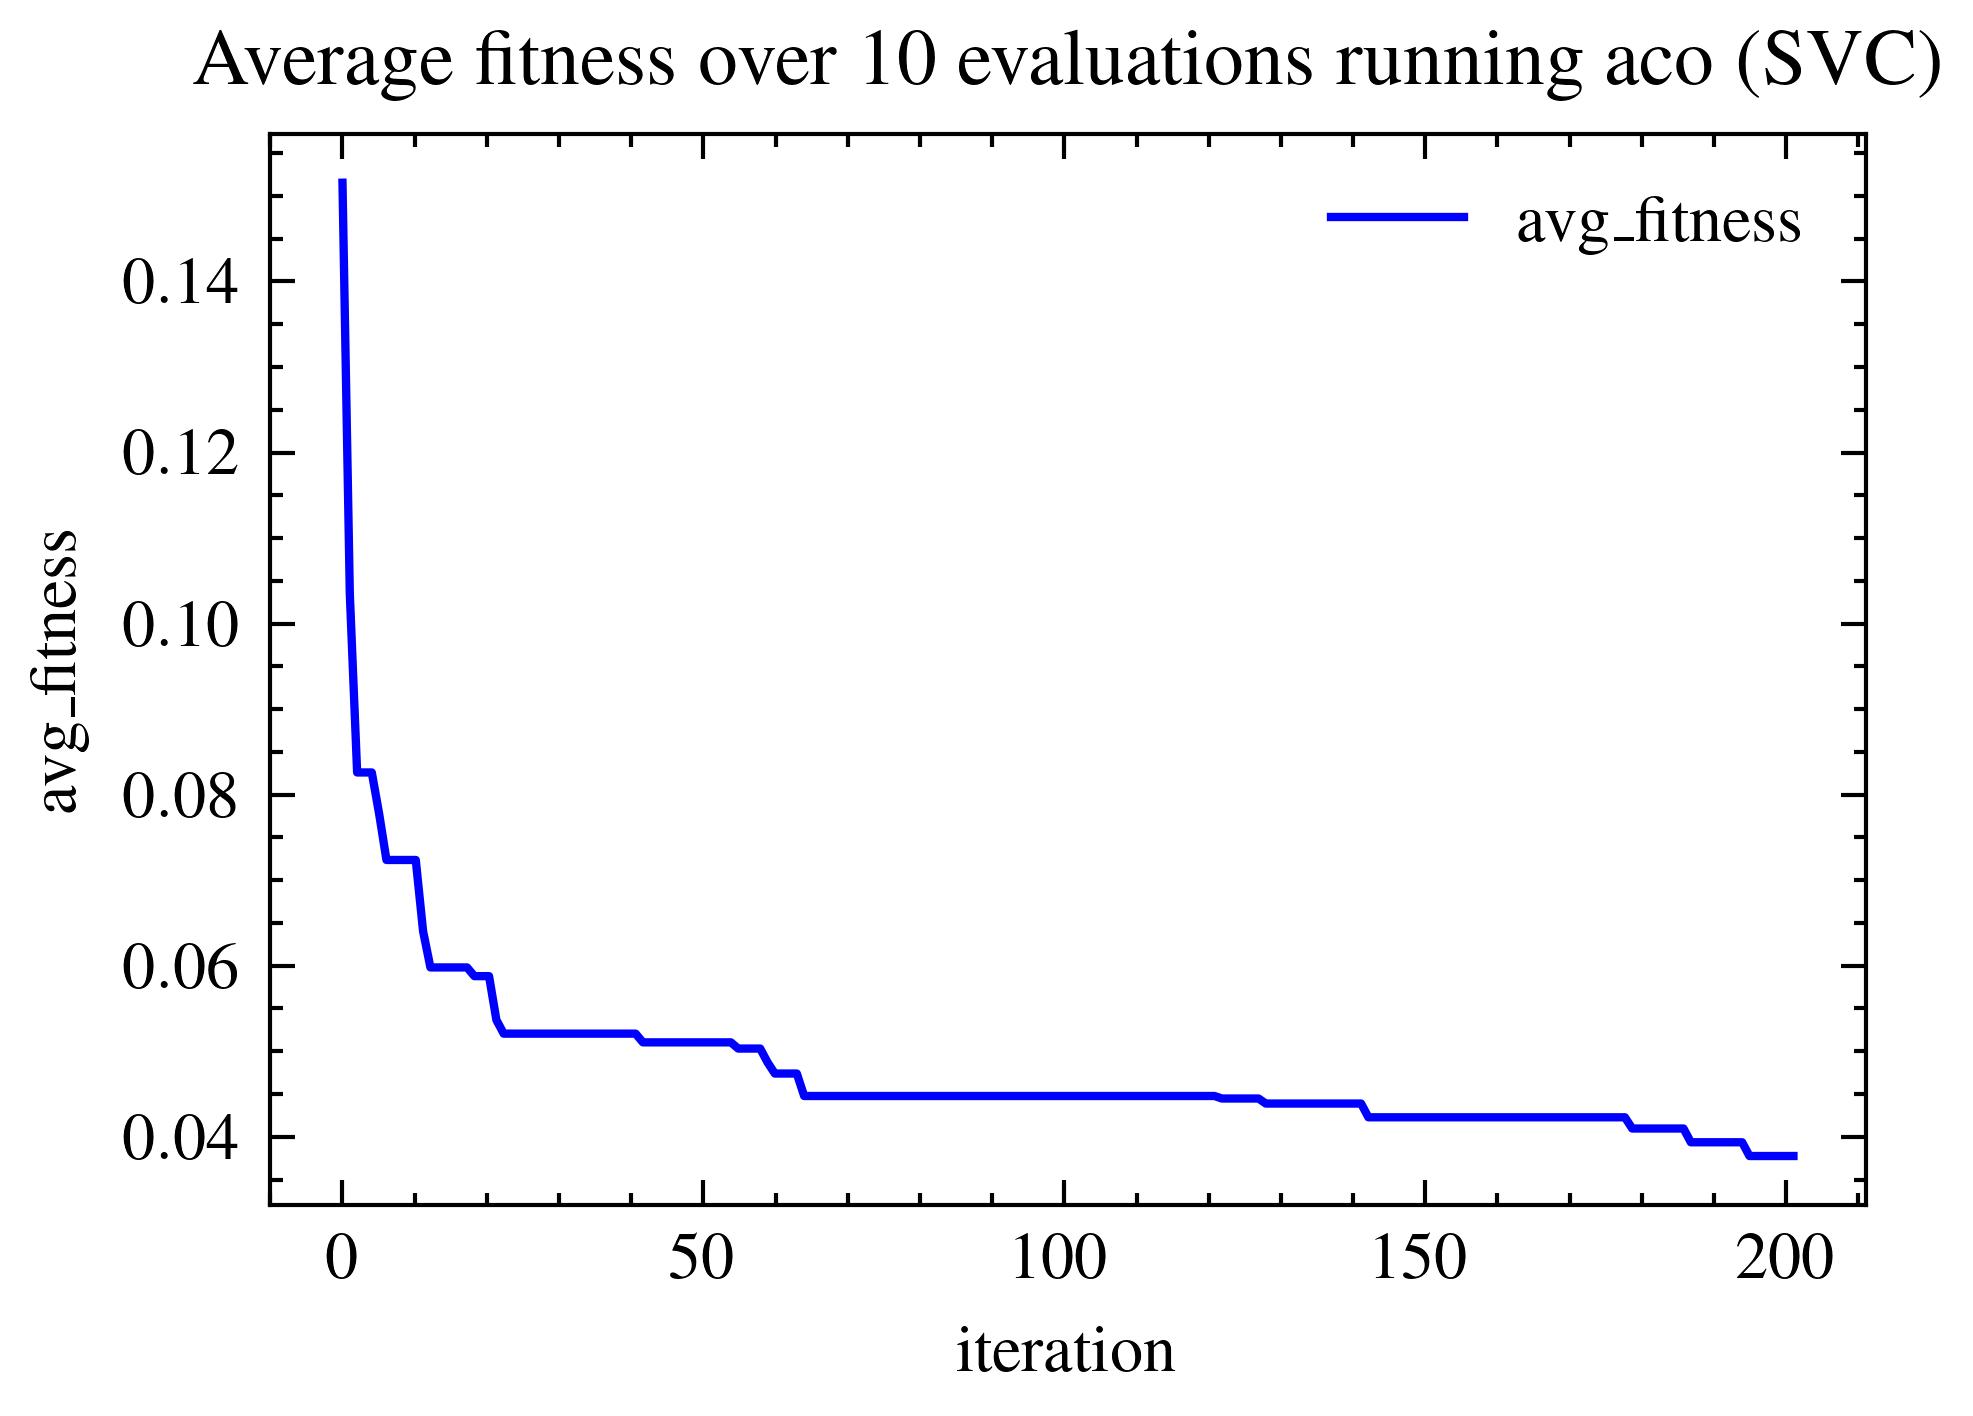 Average fitness over 10 evaluations running aco (SVC)
avg_fitness
0.14
0.12
0.10
0.08
0.06
0.04
avg_fitness
0 50 100 150 200
iteration